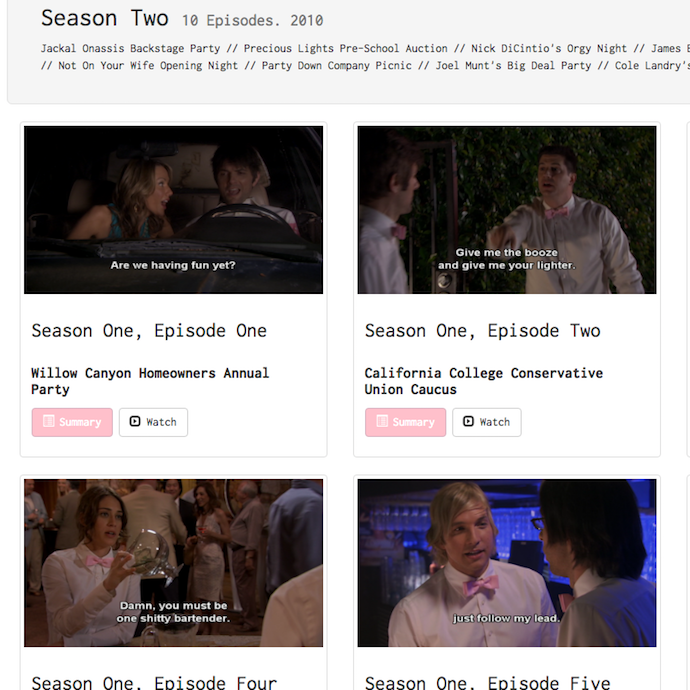 Season Two 10 Episodes. 2010
Jackal Onassis Backstage Party // Precious Lights Pre-School Auction // Nick DiCintio's Orgy Night // James
// Not On Your Wife Opening Night // Party Down Company Picnic // Joel Munt's Big Deal Party // Cole Landry's
Are we having fun yet?
Give me the booze
and give me your lighter.
Season One, Episode One
Season One, Episode Two
Willow Canyon Homeowners Annual
Party
California College Conservative
Union Caucus
Summary Watch
Summary Watch
Damn, you must be
one shitty bartender.
just follow my lead.
Season One, Episode Four
Season One, Episode Five